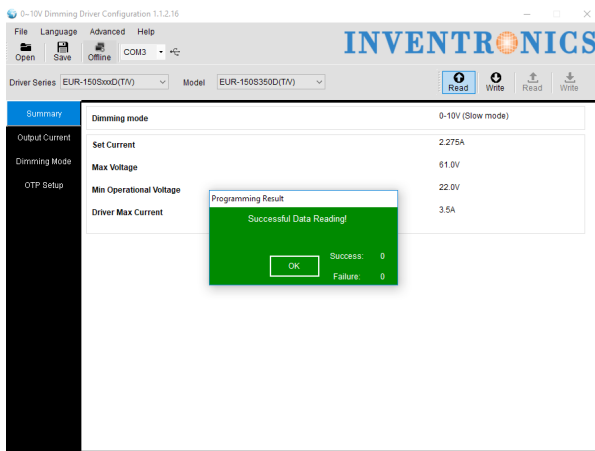 0~10V Dimming Driver Configuration 1.1.2.16
File Language Advanced Help
Open Save Offline COM3
INVENTRONICS
Driver Series EUR-150SxxxD(T/V) Model EUR-150S350D(T/V) Read Write Read Write
Summary
Output Current
Dimming Mode
OTP Setup
Dimming mode 0-10V (Slow mode)
Set Current 2.275A
Max Voltage 61.0V
Min Operational Voltage 22.0V
Driver Max Current 3.5A
Programming Result
Successful Data Reading!
Success: 0
OK
Failure: 0